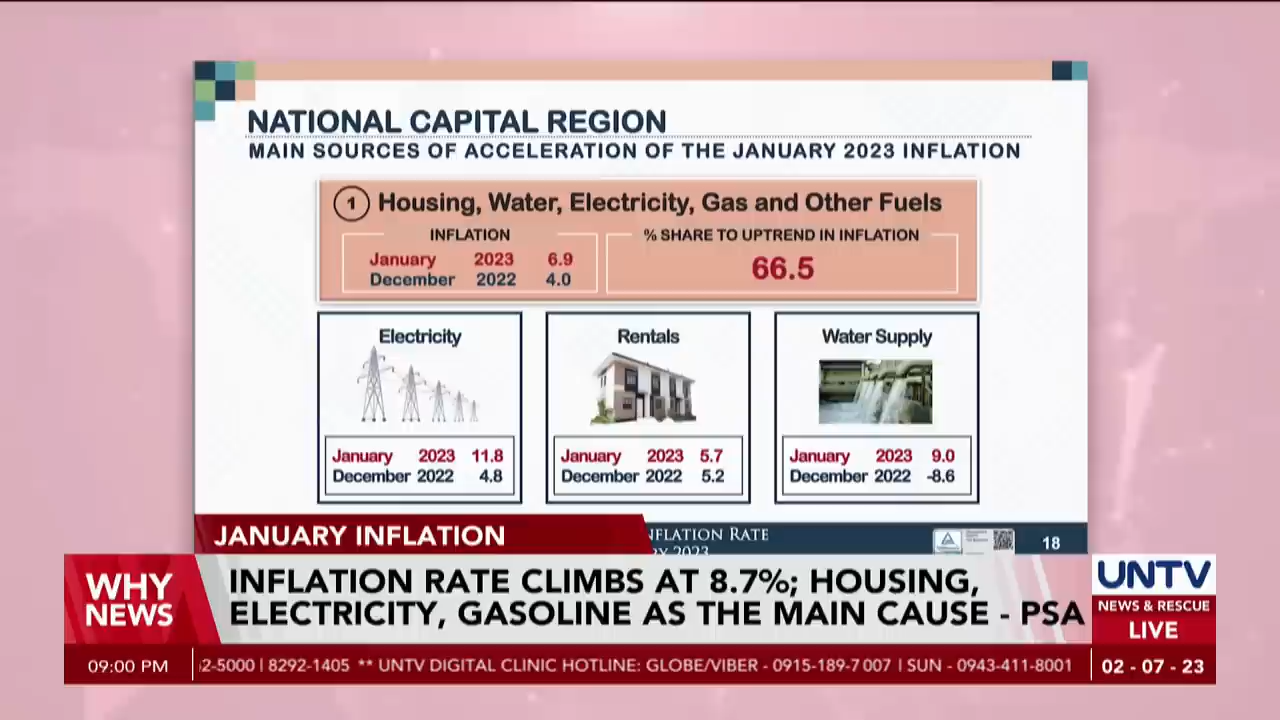 NATIONAL CAPITAL REGION
MAIN SOURCES OF ACCELERATION OF THE JANUARY 2023 INFLATION
1 Housing, Water, Electricity, Gas and Other Fuels
INFLATION
January 2023 6.9
December 2022 4.0
% SHARE TO UPTREND IN INFLATION
66.5
Electricity
January 2023 11.8
December 2022 4.8
Rentals
January 2023 5.7
December 2022 5.2
Water Supply
January 2023 9.0
December 2022 -8.6
RATE
2023
18
JANUARY INFLATION
WHY
NEWS
INFLATION RATE CLIMBS AT 8.7%; HOUSING,
ELECTRICITY, GASOLINE AS THE MAIN CAUSE - PSA
UNTV
NEWS & RESCUE
LIVE
09:00 PM
2-5000 | 8292-1405 ** UNTV DIGITAL CLINIC HOTLINE: GLOBE/VIBER - 0915-189-7007 | SUN - 0943-411-8001
02 - 07 - 23